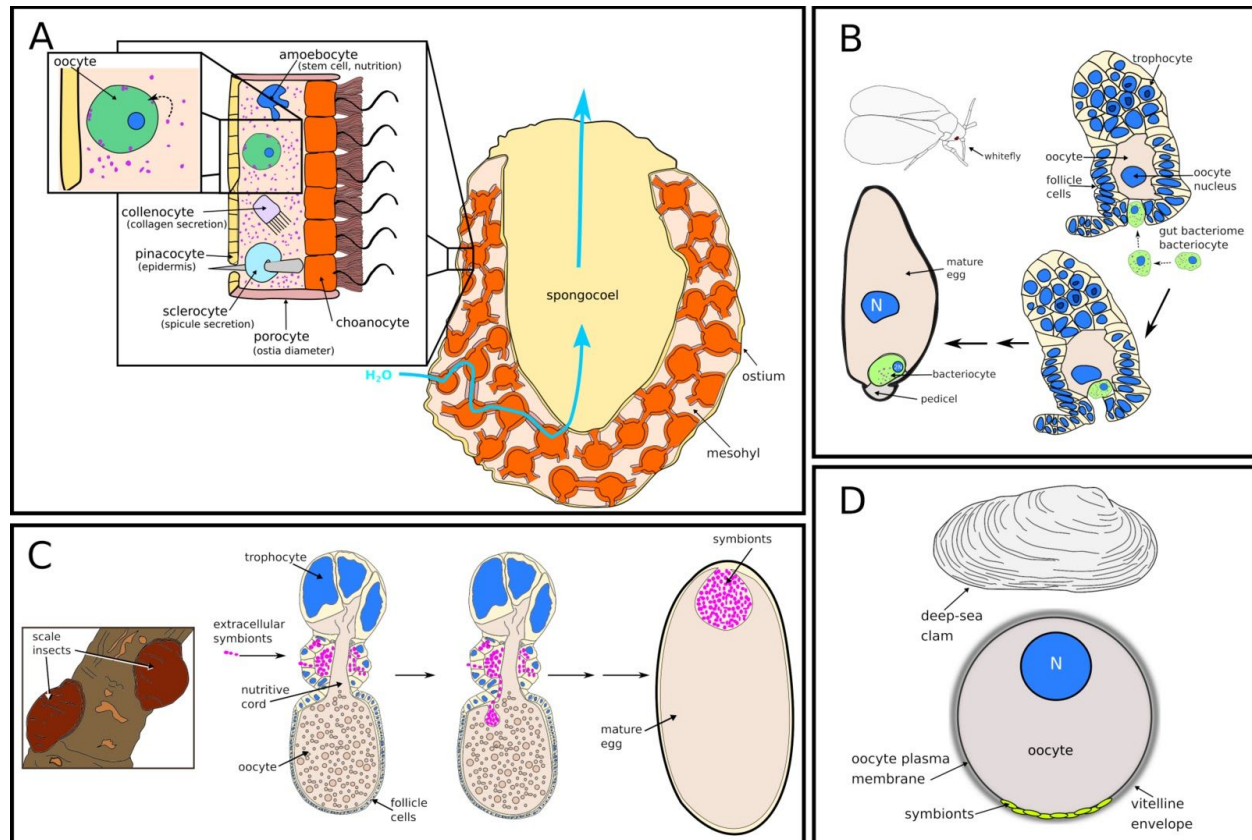 A
oocyte
amoebocyte
(stem cell, nutrition)
collenocyte
(collagen secretion)
pinacocyte
(epidermis)
sclerocyte
(spicule secretion)
porocyte
(ostia diameter)
choanocyte
H₂O
spongocoel
ostium
mesohyl
B
trophocyte
whitefly
oocyte
follicle
cells
oocyte
nucleus
gut bacteriome
bacteriocyte
mature
egg
N
bacteriocyte
pedicel
C
scale
insects
trophocyte
extracellular
symbionts
nutritive
cord
oocyte
follicle
cells
symbionts
mature
egg
D
deep-sea
clam
N
oocyte
oocyte plasma
membrane
symbionts
vitelline
envelope